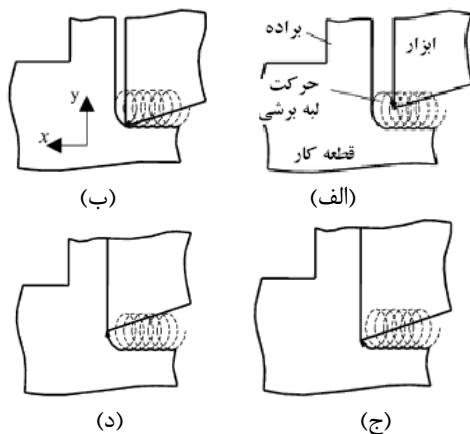 براده
ابزار
حرکت
لبه برشی
قطعه کار
y
x
(الف)
(ب)
(ج)
(د)